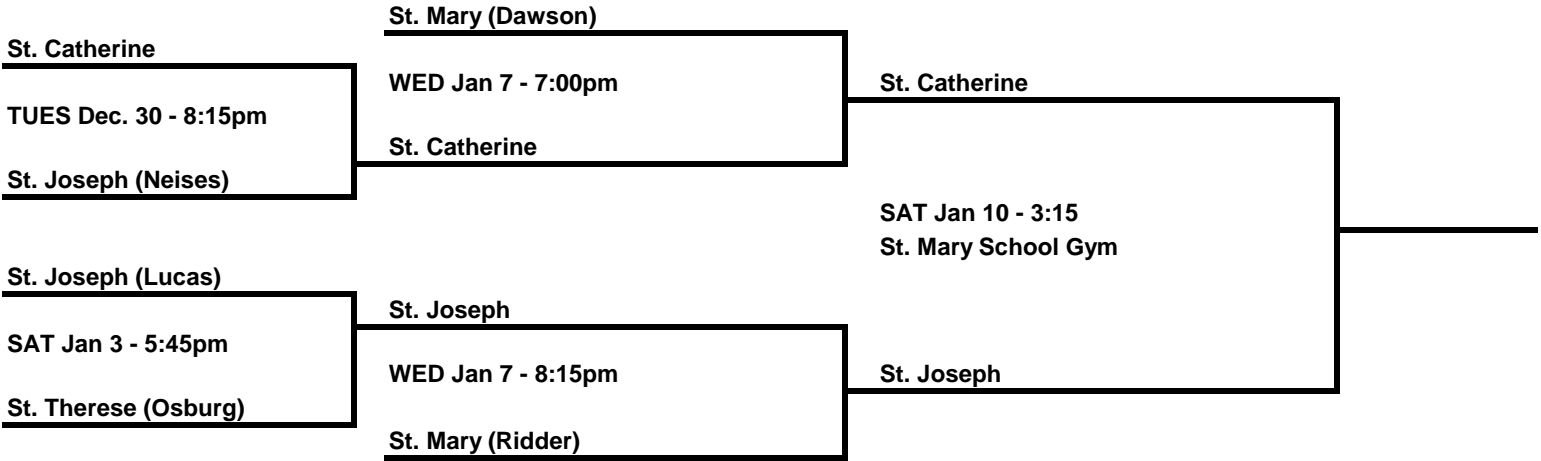 St. Mary (Dawson)
St. Catherine
WED Jan 7 - 7:00pm
St. Catherine
TUES Dec. 30 - 8:15pm
St. Catherine
St. Joseph (Neises)
SAT Jan 10 - 3:15
St. Mary School Gym
St. Joseph (Lucas)
St. Joseph
SAT Jan 3 - 5:45pm
WED Jan 7 - 8:15pm
St. Joseph
St. Therese (Osburg)
St. Mary (Ridder)